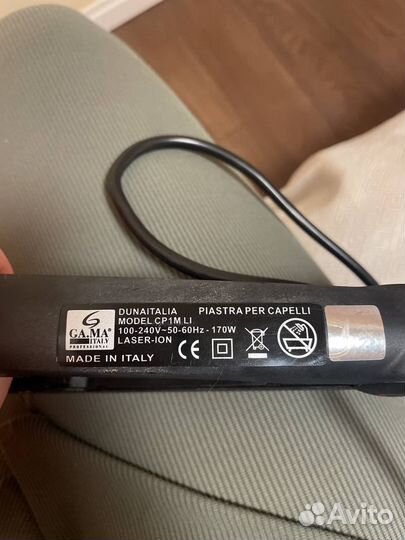 GA.MA
ITALY
PROFESSIONAL
DUNAITALIA PIASTRA PER CAPELLI
MODEL CP1M LI
100-240V~50-60Hz - 170W
LASER-ION CE
MADE IN ITALY
Avito